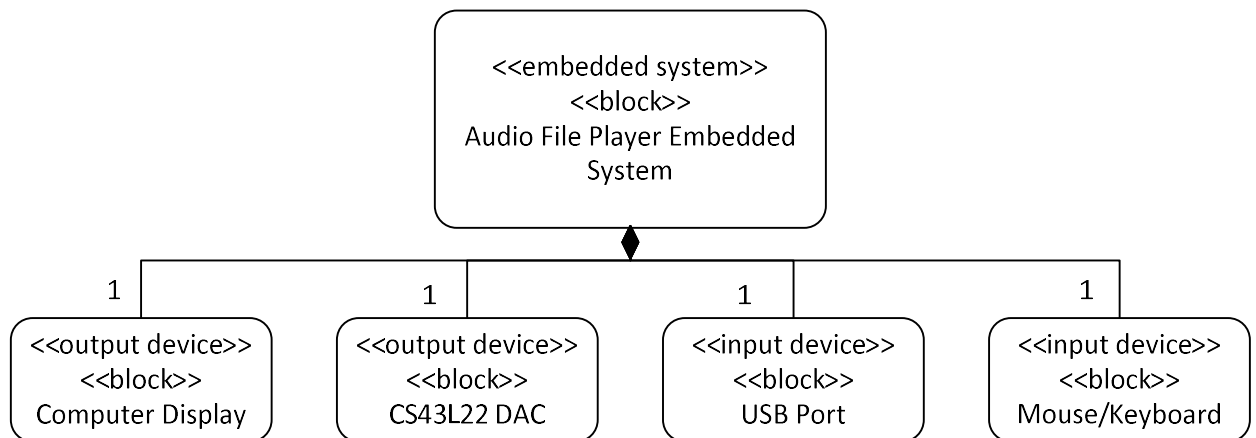 <<embedded system>>
<<block>>
Audio File Player Embedded
System
1
1
1
1
<<output device>>
<<block>>
Computer Display
<<output device>>
<<block>>
CS43L22 DAC
<<input device>>
<<block>>
USB Port
<<input device>>
<<block>>
Mouse/Keyboard